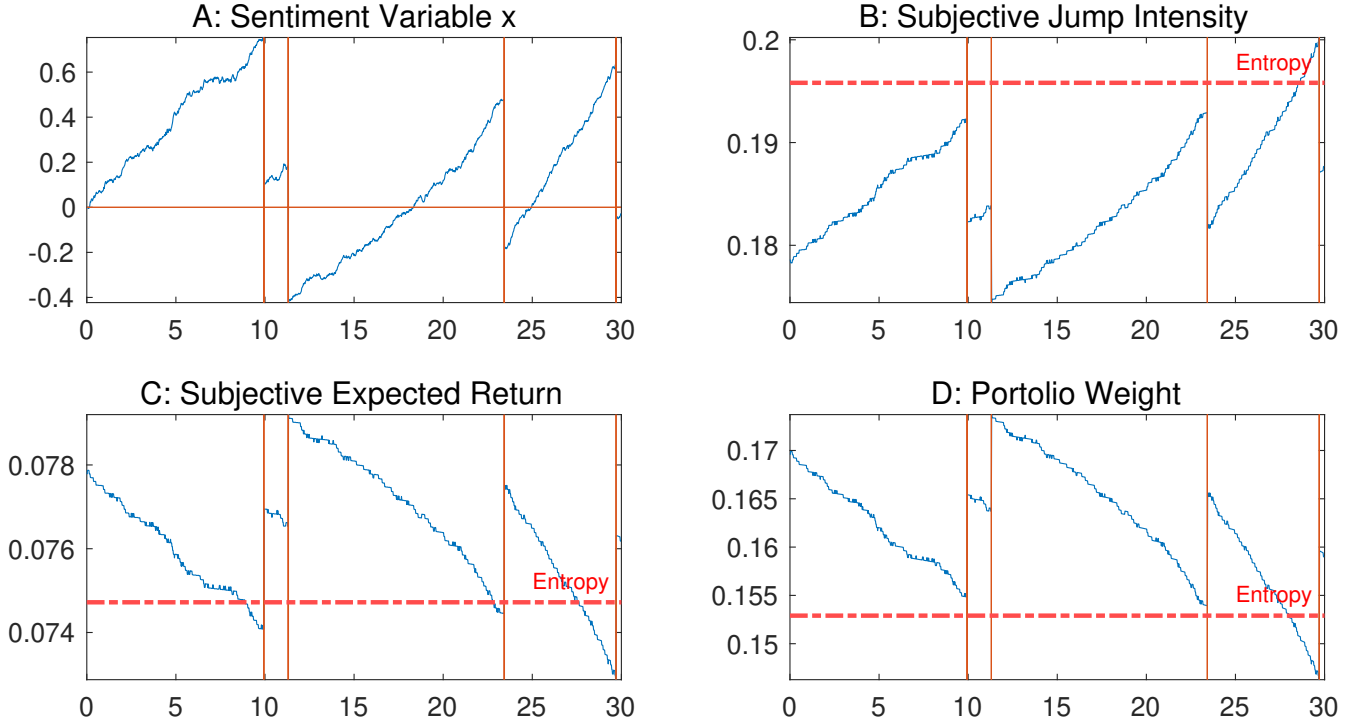 A: Sentiment Variable x
0.6
0.4
0.2
0
-0.2
-0.4
0 5 10 15 20 25 30
B: Subjective Jump Intensity
0.2
0.19
0.18
Entropy
0 5 10 15 20 25 30
C: Subjective Expected Return
0.078
0.076
0.074
Entropy
0 5 10 15 20 25 30
D: Portolio Weight
0.17
0.165
0.16
0.155
0.15
Entropy
0 5 10 15 20 25 30